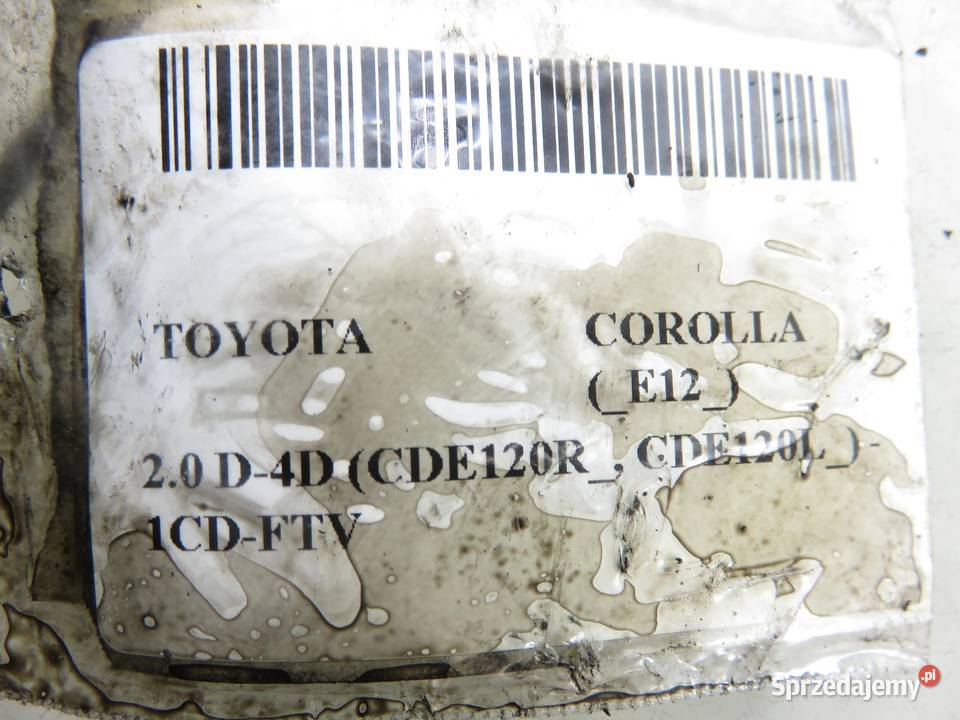 TOYOTA COROLLA
(_E12_)
2.0 D-4D (CDE120R_, CDE120L_) -
1CD-FTV
Sprzedajemy.pl